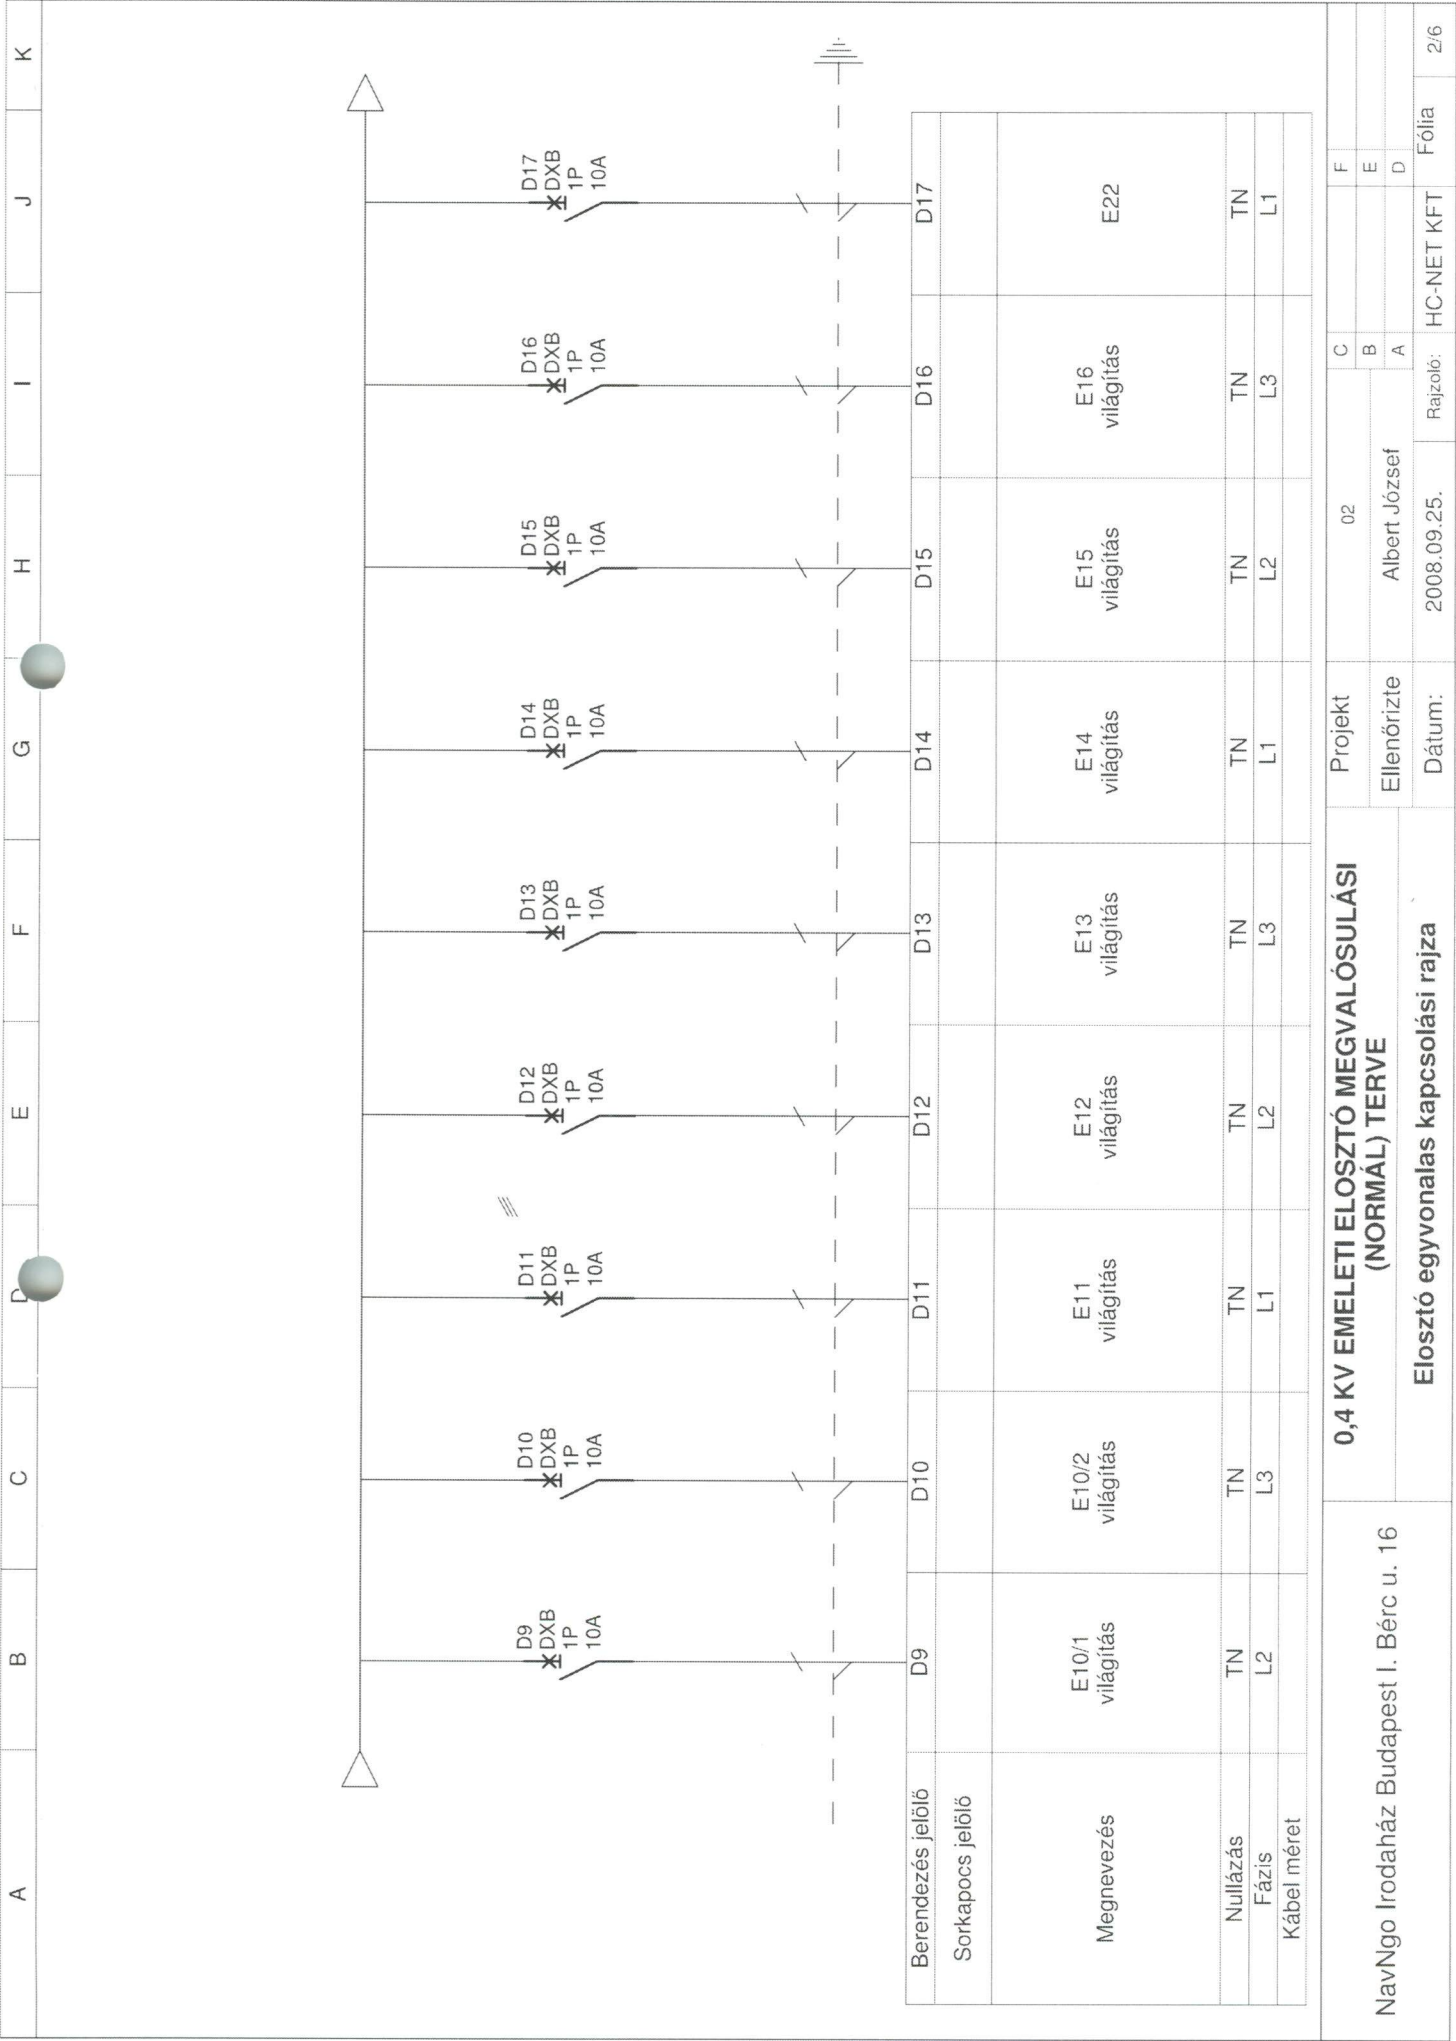 A B C D E F G H I J K
D9
DXB
1P
10A
D10
DXB
1P
10A
D11
DXB
1P
10A
D12
DXB
1P
10A
D13
DXB
1P
10A
D14
DXB
1P
10A
D15
DXB
1P
10A
D16
DXB
1P
10A
D17
DXB
1P
10A
Berendezés jelölő D9 D10 D11 D12 D13 D14 D15 D16 D17
Sorkapocs jelölő
Megnevezés
E10/1
világítás
E10/2
világítás
E11
világítás
E12
világítás
E13
világítás
E14
világítás
E15
világítás
E16
világítás
E22
Nullázás TN TN TN TN TN TN TN TN TN
Fázis L2 L3 L1 L2 L3 L1 L2 L3 L1
Kábel méret
NavNgo Irodaház Budapest I. Bérc u. 16
0,4 KV EMELETI ELOSZTÓ MEGVALÓSULÁSI
(NORMÁL) TERVE
Elosztó egyvonalas kapcsolási rajza
Projekt 02
Ellenőrizte Albert József
Dátum: 2008.09.25.
C F
B E
A D
Rajzoló: HC-NET KFT Fólia 2/6